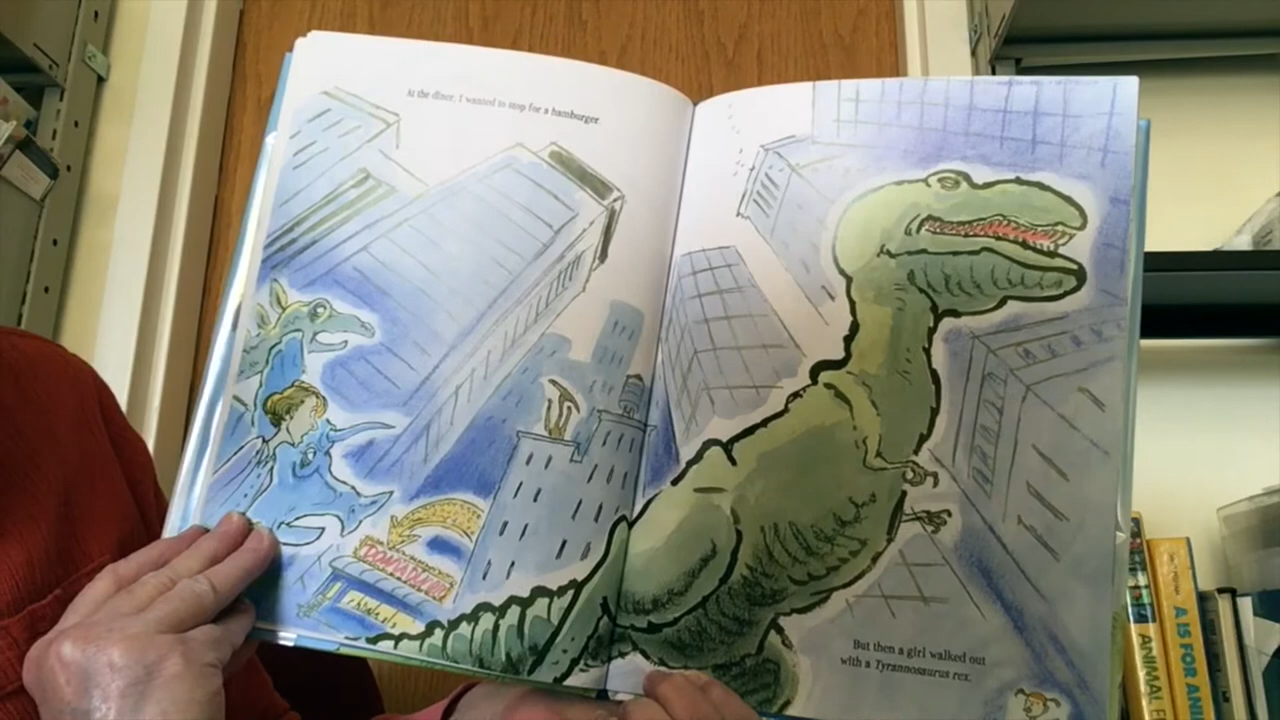 At the diner, I wanted to stop for a hamburger
But then a girl walked out
with a Tyrannosaurus rex.
ANIMAL
A IS FOR ANI